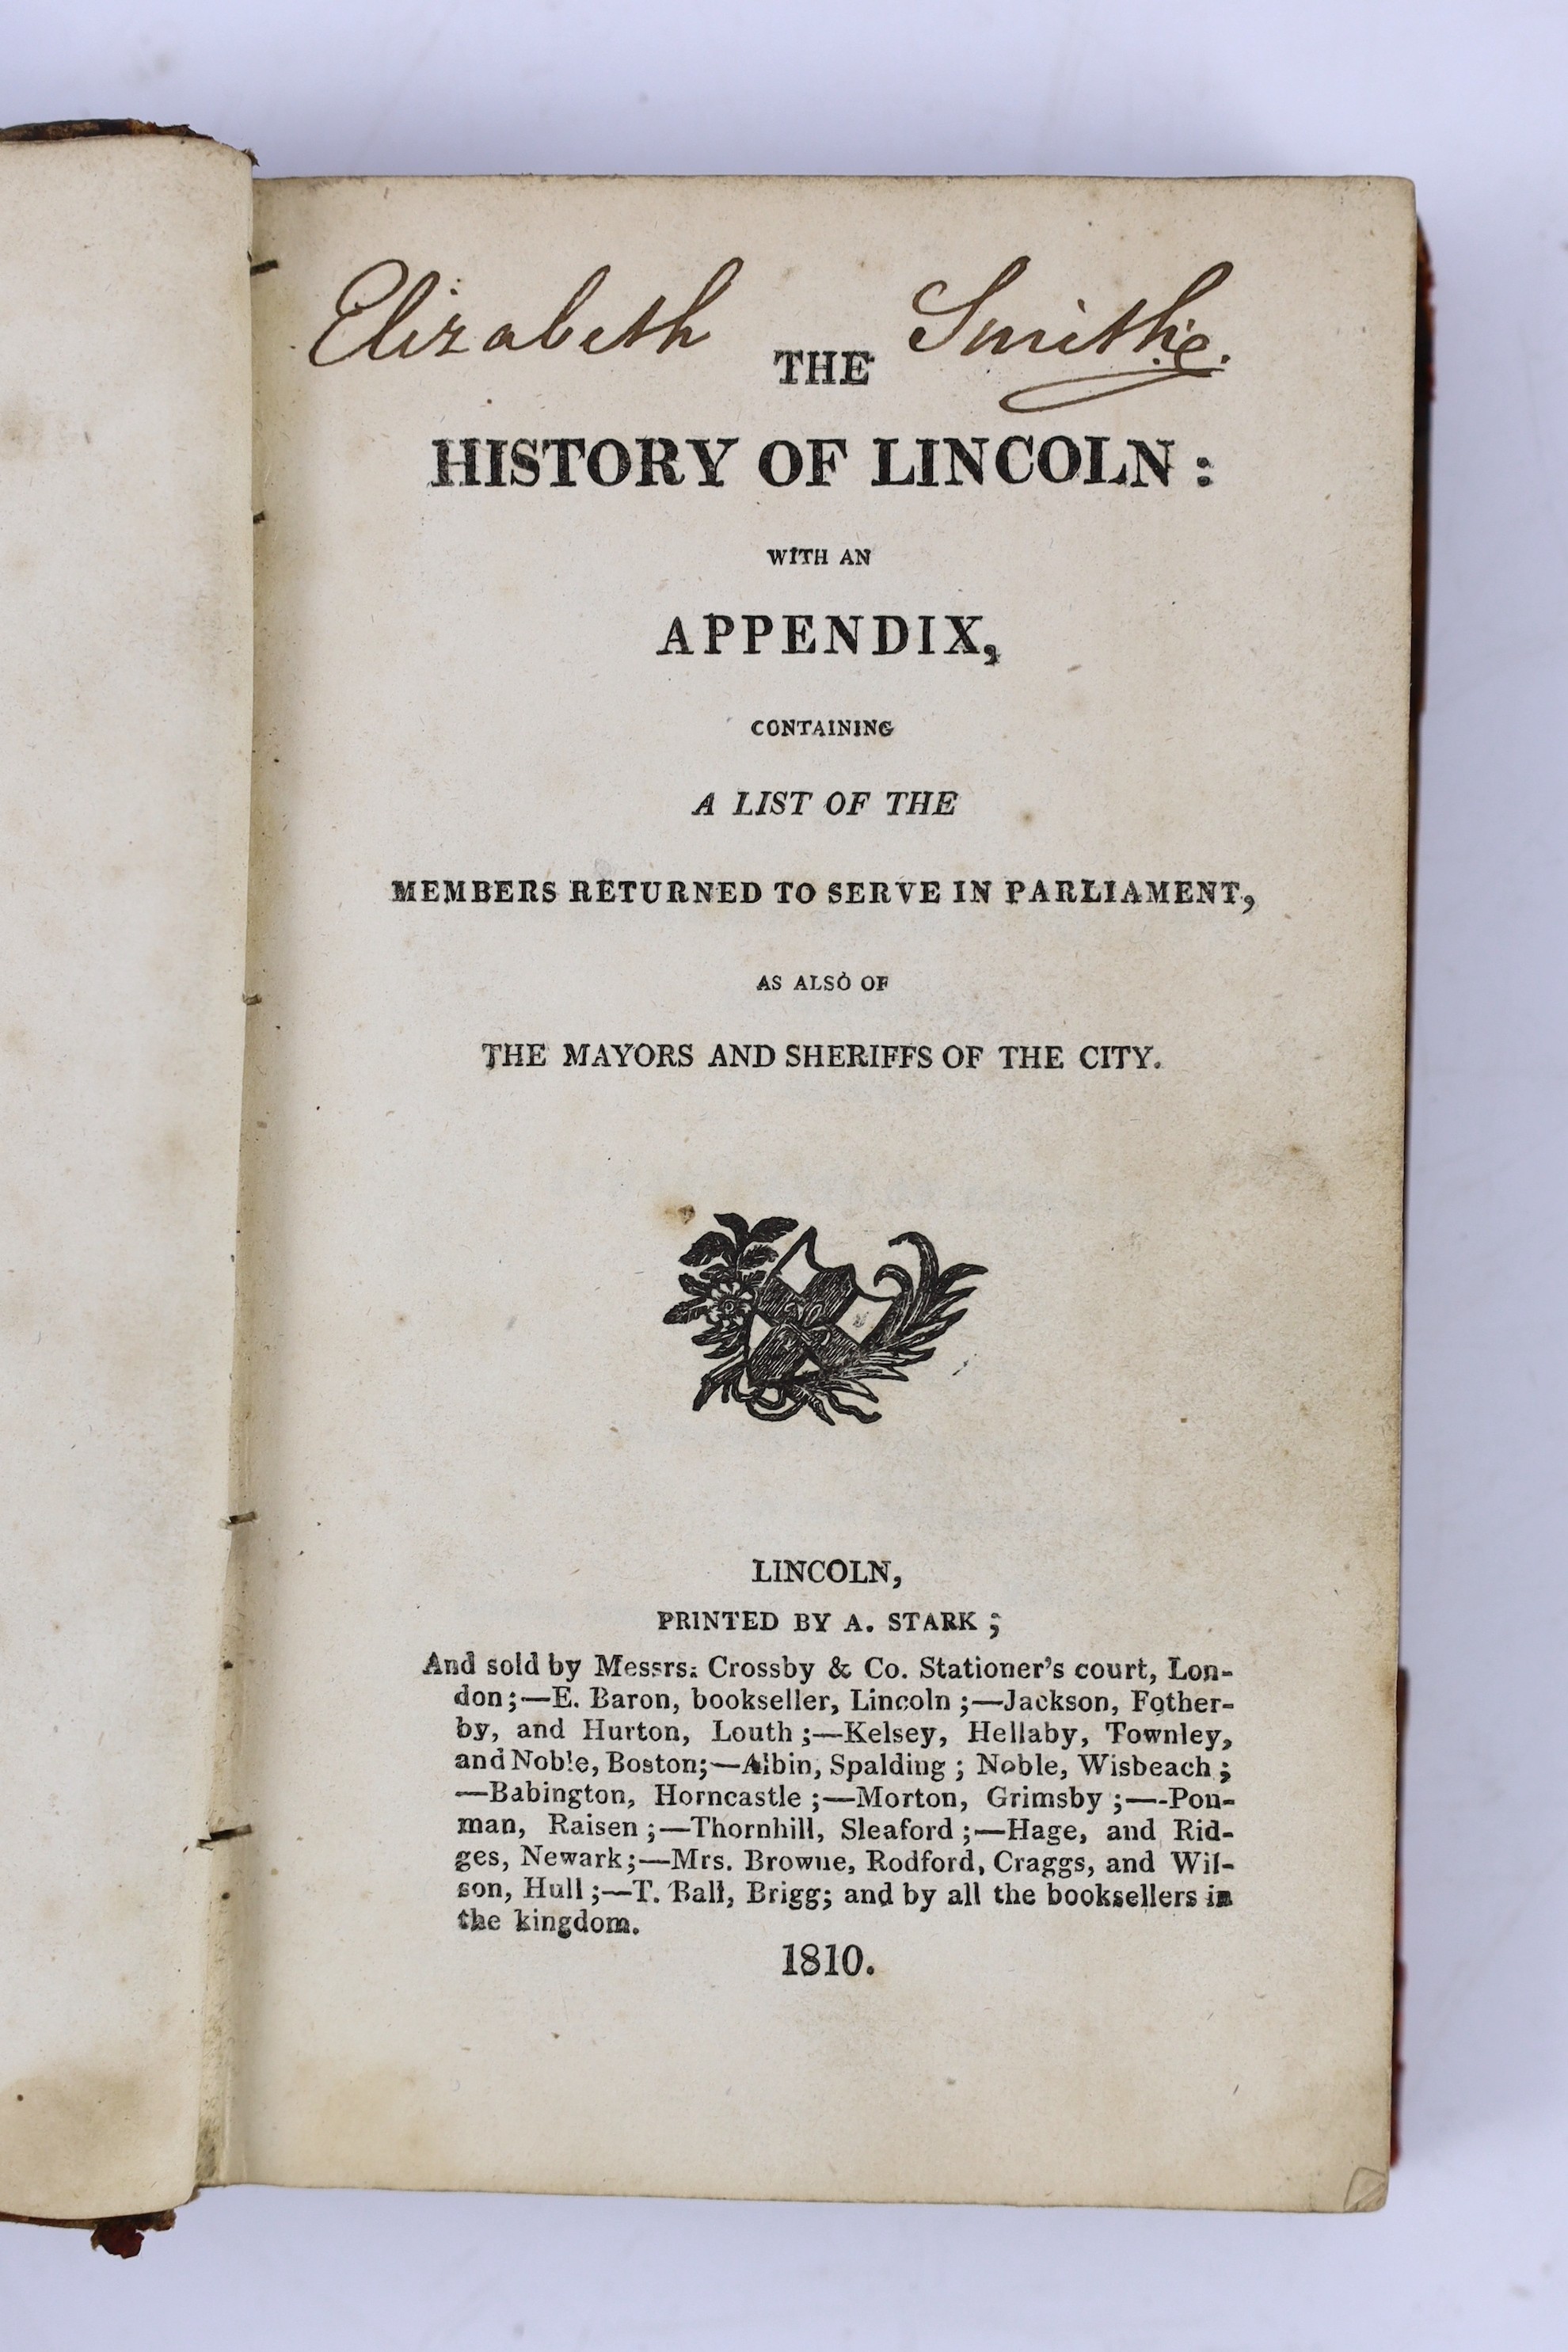 Elizabeth Smith
THE
HISTORY OF LINCOLN:
WITH AN
APPENDIX,
CONTAINING
A LIST OF THE
MEMBERS RETURNED TO SERVE IN PARLIAMENT,
AS ALSO OF
THE MAYORS AND SHERIFFS OF THE CITY.
LINCOLN,
PRINTED BY A. STARK;
And sold by Messrs. Crossby & Co. Stationer's court, Lon-
don;—E. Baron, bookseller, Lincoln;—Jackson, Fother-
by, and Hurton, Louth;—Kelsey, Hellaby, Townley,
and Noble, Boston;—Albin, Spalding; Noble, Wisbeach;
—Babington, Horncastle;—Morton, Grimsby;—-Pon-
man, Raisen;—Thornhill, Sleaford;—Hage, and Rid-
ges, Newark;—Mrs. Browne, Rodford, Craggs, and Wil-
son, Hull;—T. Ball, Brigg; and by all the booksellers in
the kingdom.
1810.